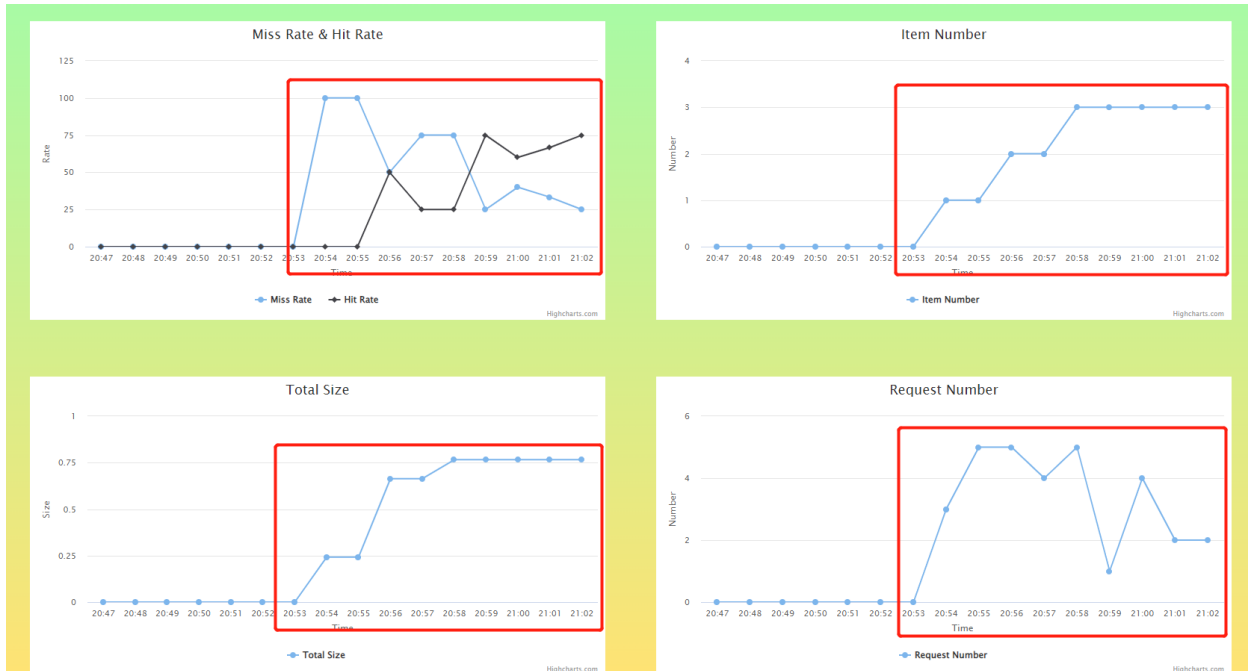 Miss Rate & Hit Rate
125
100
75
50
25
0
Rate
20:47 20:48 20:49 20:50 20:51 20:52 20:53 20:54 20:55 20:56 20:57 20:58 20:59 21:00 21:01 21:02
Time
Miss Rate Hit Rate
Highcharts.com
Item Number
4
3
2
1
0
Number
20:47 20:48 20:49 20:50 20:51 20:52 20:53 20:54 20:55 20:56 20:57 20:58 20:59 21:00 21:01 21:02
Time
Item Number
Highcharts.com
Total Size
1
0.75
0.5
0.25
0
Size
20:47 20:48 20:49 20:50 20:51 20:52 20:53 20:54 20:55 20:56 20:57 20:58 20:59 21:00 21:01 21:02
Time
Total Size
Highcharts.com
Request Number
6
4
2
0
Number
20:47 20:48 20:49 20:50 20:51 20:52 20:53 20:54 20:55 20:56 20:57 20:58 20:59 21:00 21:01 21:02
Time
Request Number
Highcharts.com